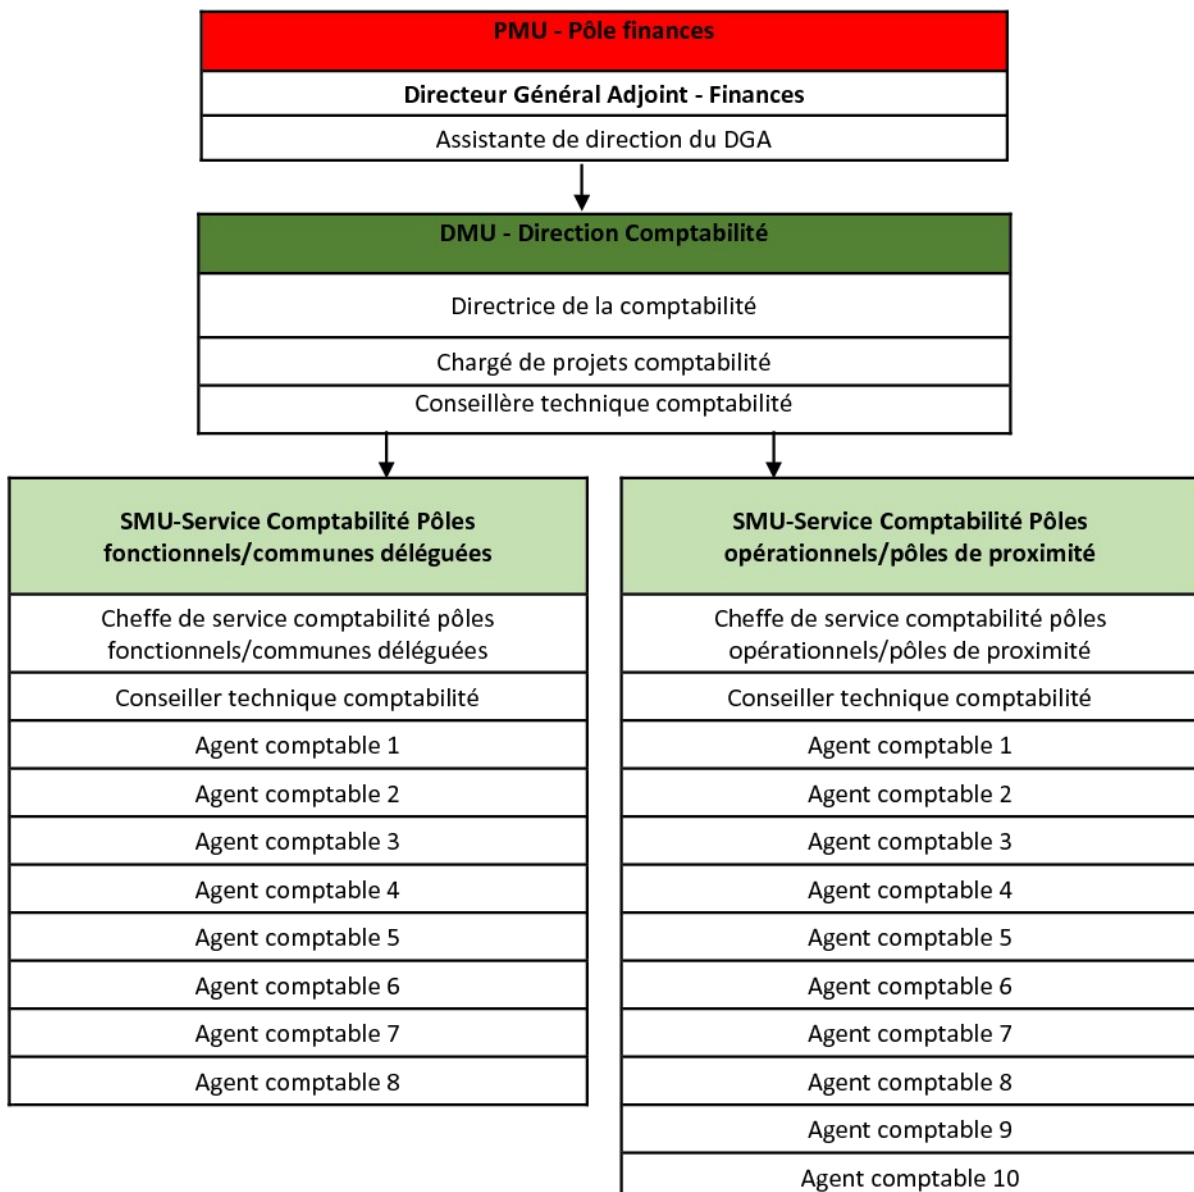 PMU - Pôle finances
Directeur Général Adjoint - Finances
Assistante de direction du DGA
DMU - Direction Comptabilité
Directrice de la comptabilité
Chargé de projets comptabilité
Conseillère technique comptabilité
SMU-Service Comptabilité Pôles
fonctionnels/communes déléguées
Cheffe de service comptabilité pôles
fonctionnels/communes déléguées
Conseiller technique comptabilité
Agent comptable 1
Agent comptable 2
Agent comptable 3
Agent comptable 4
Agent comptable 5
Agent comptable 6
Agent comptable 7
Agent comptable 8
SMU-Service Comptabilité Pôles
opérationnels/pôles de proximité
Cheffe de service comptabilité pôles
opérationnels/pôles de proximité
Conseiller technique comptabilité
Agent comptable 1
Agent comptable 2
Agent comptable 3
Agent comptable 4
Agent comptable 5
Agent comptable 6
Agent comptable 7
Agent comptable 8
Agent comptable 9
Agent comptable 10